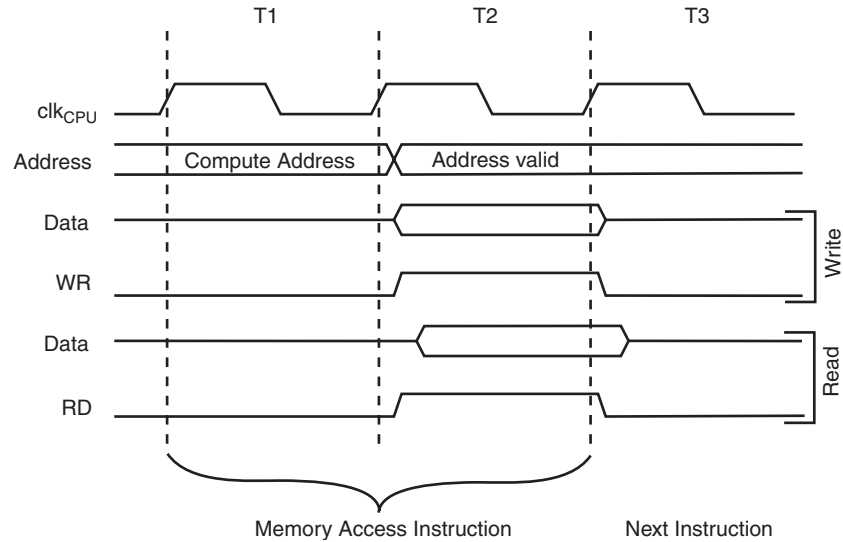 T1 T2 T3
clkCPU
Address Compute Address Address valid
Data
WR
Write
Data
RD
Read
Memory Access Instruction Next Instruction